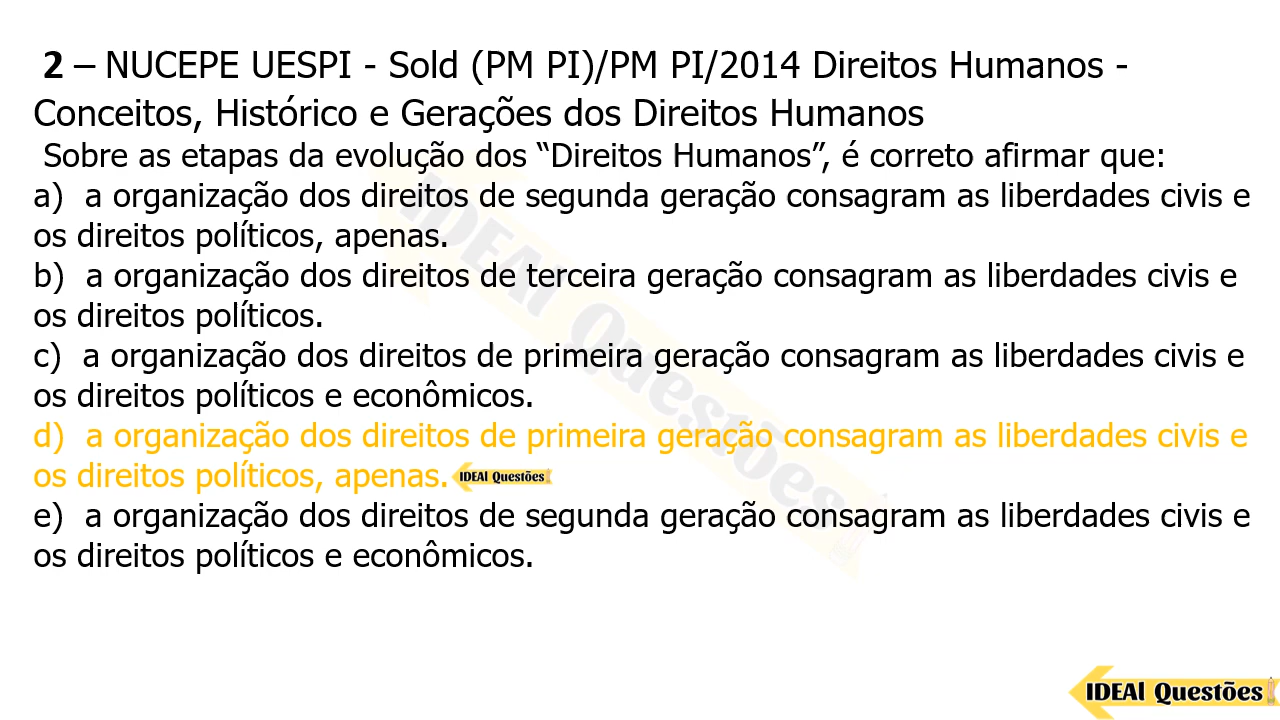 2 – NUCEPE UESPI - Sold (PM PI)/PM PI/2014 Direitos Humanos -
Conceitos, Histórico e Gerações dos Direitos Humanos
Sobre as etapas da evolução dos “Direitos Humanos”, é correto afirmar que:
a) a organização dos direitos de segunda geração consagram as liberdades civis e
os direitos políticos, apenas.
b) a organização dos direitos de terceira geração consagram as liberdades civis e
os direitos políticos.
c) a organização dos direitos de primeira geração consagram as liberdades civis e
os direitos políticos e econômicos.
d) a organização dos direitos de primeira geração consagram as liberdades civis e
os direitos políticos, apenas. IDEAl Questões
e) a organização dos direitos de segunda geração consagram as liberdades civis e
os direitos políticos e econômicos.
IDEAl Questões
IDEAl Questões